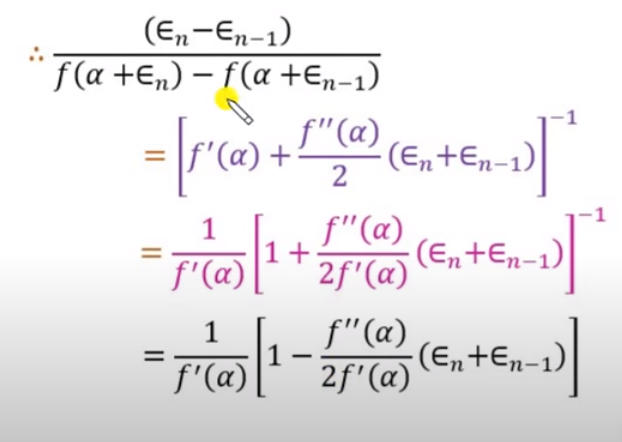 ∴ (∈ₙ−∈ₙ₋₁) / f(α +∈ₙ) − f(α +∈ₙ₋₁)
= [f′(α) + f″(α)/2 (∈ₙ+∈ₙ₋₁)]⁻¹
= 1/f′(α) [1 + f″(α)/2f′(α) (∈ₙ+∈ₙ₋₁)]⁻¹
= 1/f′(α) [1 − f″(α)/2f′(α) (∈ₙ+∈ₙ₋₁)]